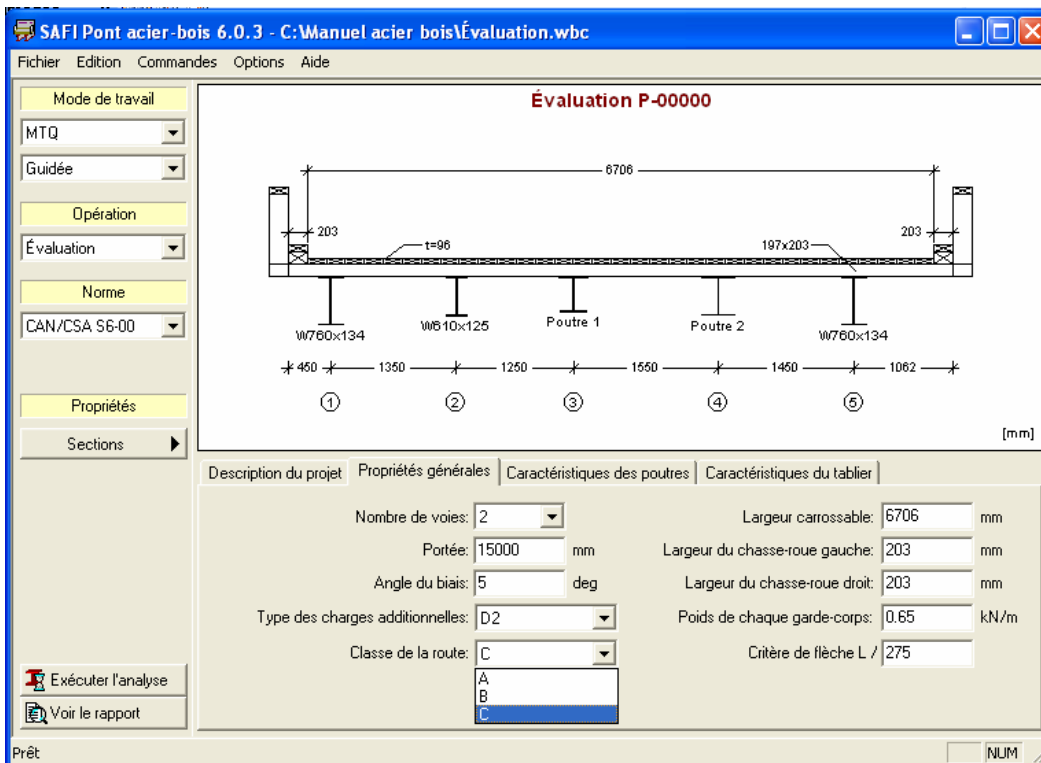 SAFI Pont acier-bois 6.0.3 - C:\Manuel acier bois\Évaluation.wbc
Fichier Edition Commandes Options Aide
Mode de travail
MTQ
Guidée
Opération
Évaluation
Norme
CAN/CSA S6-00
Propriétés
Sections
Évaluation P-00000
6706
203
t=96
197x203
203
W760x134
W610x125
Poutre 1
Poutre 2
W760x134
450
1350
1250
1550
1450
1062
1
2
3
4
5
[mm]
Description du projet
Propriétés générales
Caractéristiques des poutres
Caractéristiques du tablier
Nombre de voies: 2
Largeur carrossable: 6706 mm
Portée: 15000 mm
Largeur du chasse-roue gauche: 203 mm
Angle du biais: 5 deg
Largeur du chasse-roue droit: 203 mm
Type des charges additionnelles: D2
Poids de chaque garde-corps: 0.65 kN/m
Classe de la route: C
Critère de flèche L / 275
A
B
C
Exécuter l'analyse
Voir le rapport
Prêt
NUM